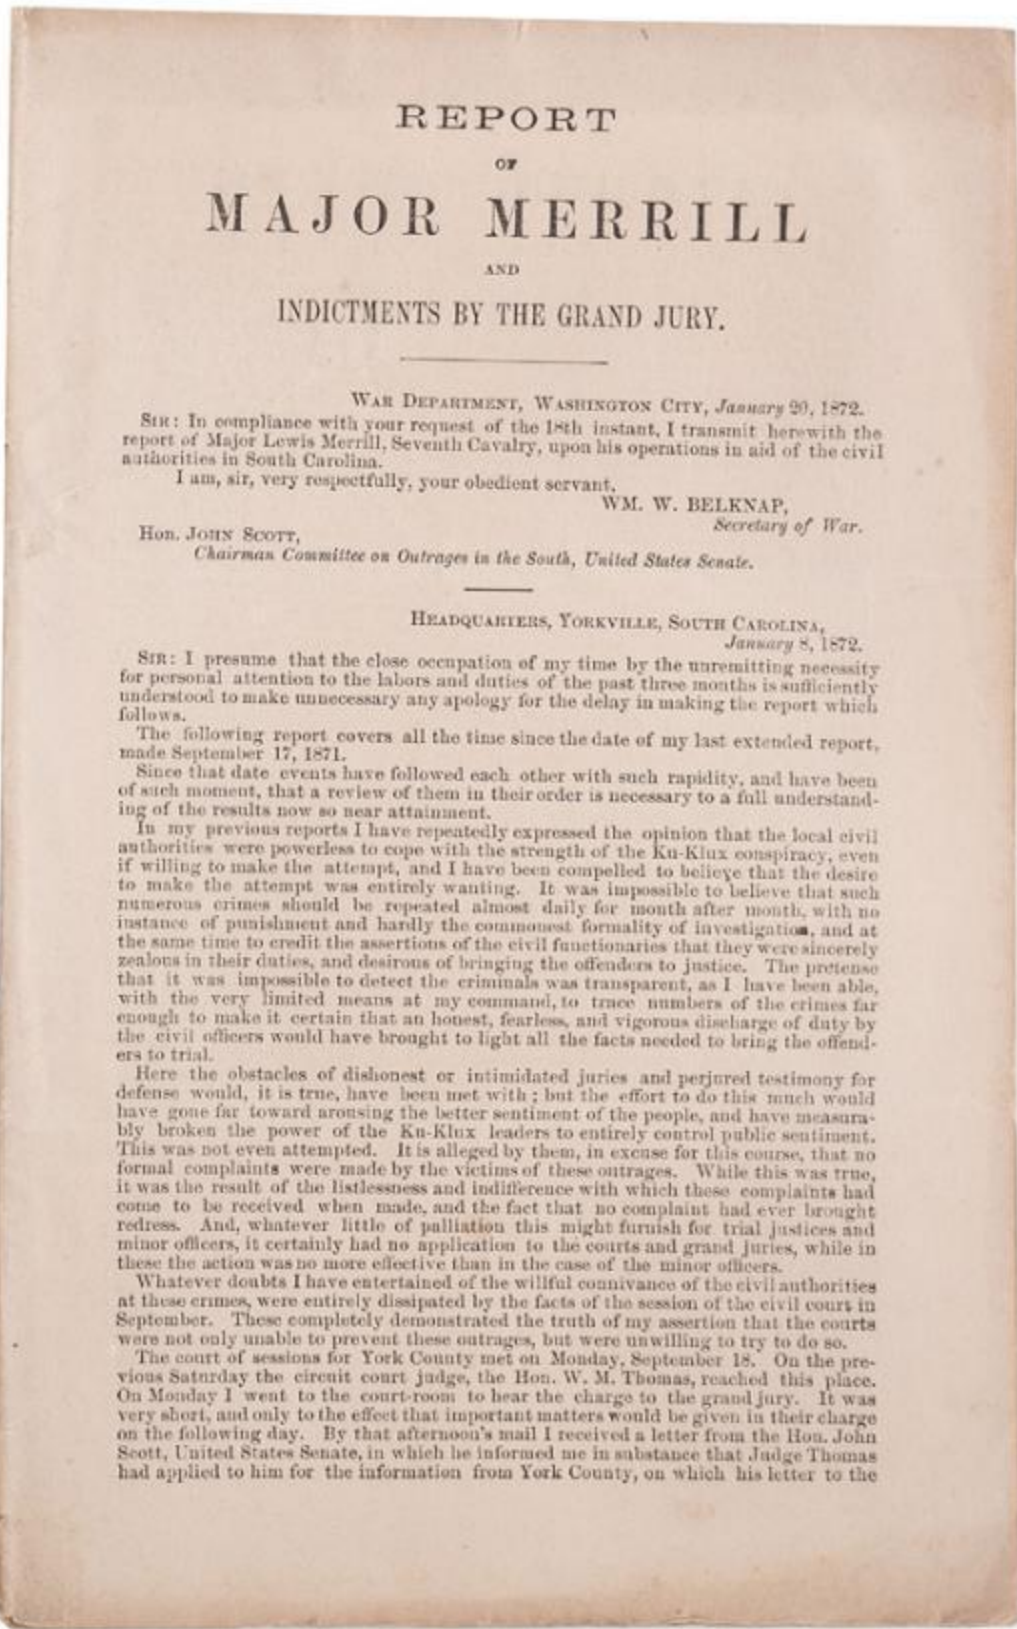 REPORT
OF
MAJOR MERRILL
AND
INDICTMENTS BY THE GRAND JURY.
WAR DEPARTMENT, WASHINGTON CITY, January 20, 1872.
SIR: In compliance with your request of the 18th instant, I transmit herewith the
report of Major Lewis Merrill, Seventh Cavalry, upon his operations in aid of the civil
authorities in South Carolina.
I am, sir, very respectfully, your obedient servant,
WM. W. BELKNAP,
Secretary of War.
Hon. JOHN SCOTT,
Chairman Committee on Outrages in the South, United States Senate.
HEADQUARTERS, YORKVILLE, SOUTH CAROLINA,
January 8, 1872.
SIR: I presume that the close occupation of my time by the unremitting necessity
for personal attention to the labors and duties of the past three months is sufficiently
understood to make unnecessary any apology for the delay in making the report which
follows.
The following report covers all the time since the date of my last extended report,
made September 17, 1871.
Since that date events have followed each other with such rapidity, and have been
of such moment, that a review of them in their order is necessary to a full understand-
ing of the results now so near attainment.
In my previous reports I have repeatedly expressed the opinion that the local civil
authorities were powerless to cope with the strength of the Ku-Klux conspiracy, even
if willing to make the attempt, and I have been compelled to believe that the desire
to make the attempt was entirely wanting. It was impossible to believe that such
numerous crimes should be repeated almost daily for month after month, with no
instance of punishment and hardly the commonest formality of investigation, and at
the same time to credit the assertions of the civil functionaries that they were sincerely
zealous in their duties, and desirous of bringing the offenders to justice. The pretense
that it was impossible to detect the criminals was transparent, as I have been able,
with the very limited means at my command, to trace numbers of the crimes far
enough to make it certain that an honest, fearless, and vigorous discharge of duty by
the civil officers would have brought to light all the facts needed to bring the offend-
ers to trial.
Here the obstacles of dishonest or intimidated juries and perjured testimony for
defense would, it is true, have been met with; but the effort to do this much would
have gone far toward arousing the better sentiment of the people, and have measura-
bly broken the power of the Ku-Klux leaders to entirely control public sentiment.
This was not even attempted. It is alleged by them, in excuse for this course, that no
formal complaints were made by the victims of these outrages. While this was true,
it was the result of the listlessness and indifference with which these complaints had
come to be received when made, and the fact that no complaint had ever brought
redress. And, whatever little of palliation this might furnish for trial justices and
minor officers, it certainly had no application to the courts and grand juries, while in
these the action was no more effective than in the case of the minor officers.
Whatever doubts I have entertained of the willful connivance of the civil authorities
at these crimes, were entirely dissipated by the facts of the session of the civil court in
September. These completely demonstrated the truth of my assertion that the courts
were not only unable to prevent these outrages, but were unwilling to try to do so.
The court of sessions for York County met on Monday, September 18. On the pre-
vious Saturday the circuit court judge, the Hon. W. M. Thomas, reached this place.
On Monday I went to the court-room to hear the charge to the grand jury. It was
very short, and only to the effect that important matters would be given in their charge
on the following day. By that afternoon's mail I received a letter from the Hon. John
Scott, United States Senate, in which he informed me in substance that Judge Thomas
had applied to him for the information from York County, on which his letter to the